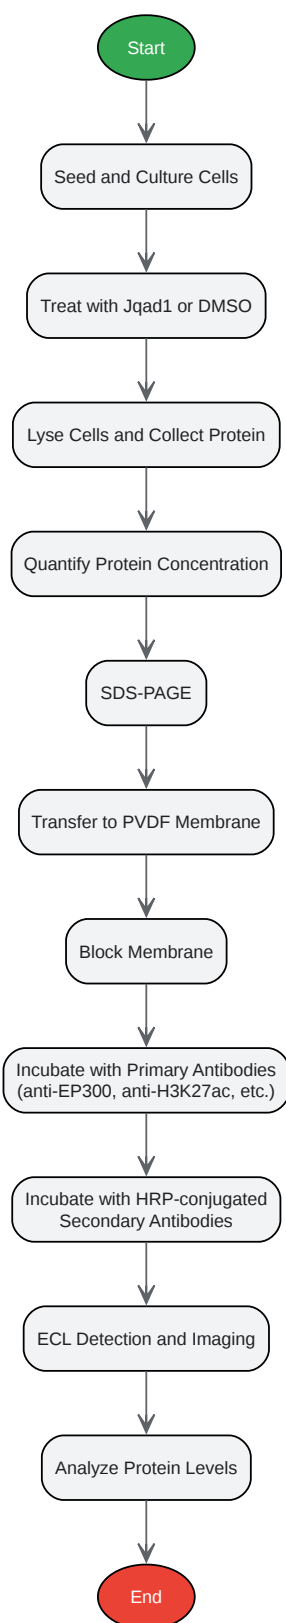 Start
Seed and Culture Cells
Treat with Jqad1 or DMSO
Lyse Cells and Collect Protein
Quantify Protein Concentration
SDS-PAGE
Transfer to PVDF Membrane
Block Membrane
Incubate with Primary Antibodies
(anti-EP300, anti-H3K27ac, etc.)
Incubate with HRP-conjugated
Secondary Antibodies
ECL Detection and Imaging
Analyze Protein Levels
End